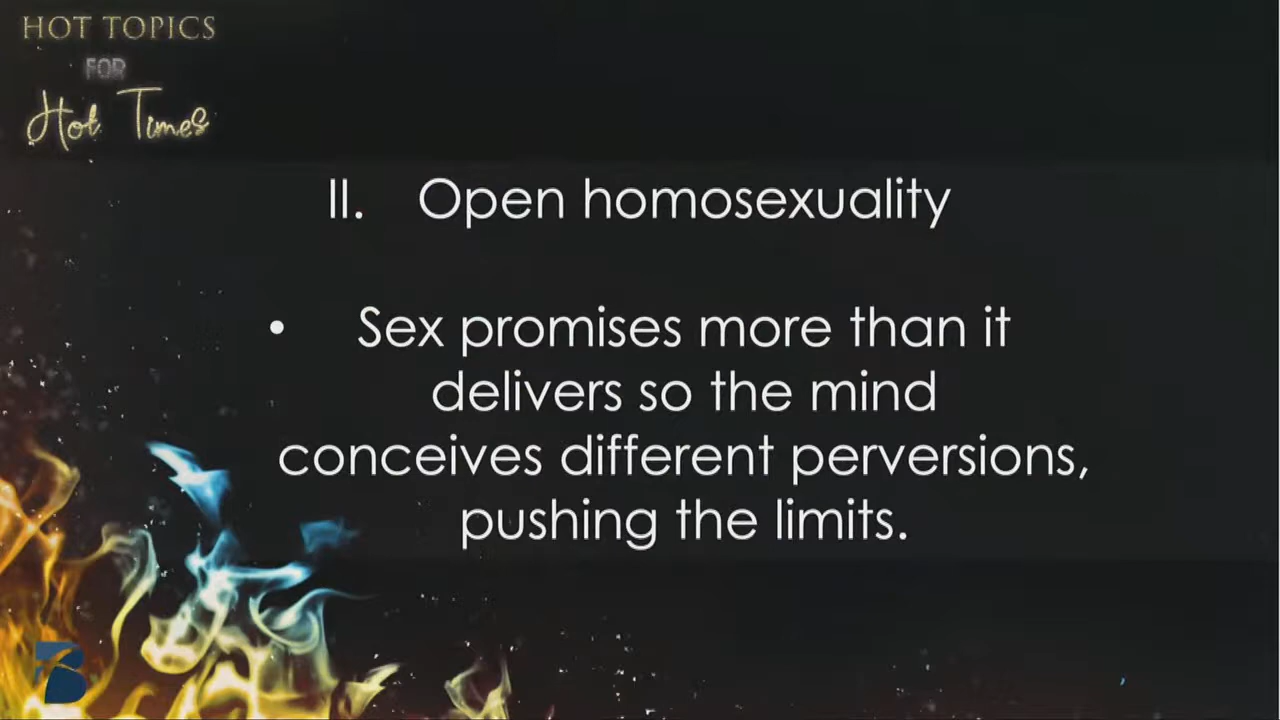 HOT TOPICS
FOR
Hot Times
II. Open homosexuality
• Sex promises more than it
delivers so the mind
conceives different perversions,
pushing the limits.
B